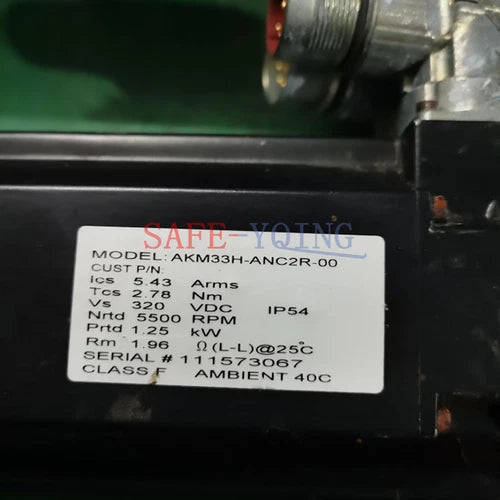 SAFE-YQING
MODEL: AKM33H-ANC2R-00
CUST P/N:
Ics 5.43 Arms
Tcs 2.78 Nm
Vs 320 VDC IP54
Nrtd 5500 RPM
Prtd 1.25 kW
Rm 1.96 Ω(L-L)@25°C
SERIAL # 111573067
CLASS F AMBIENT 40C